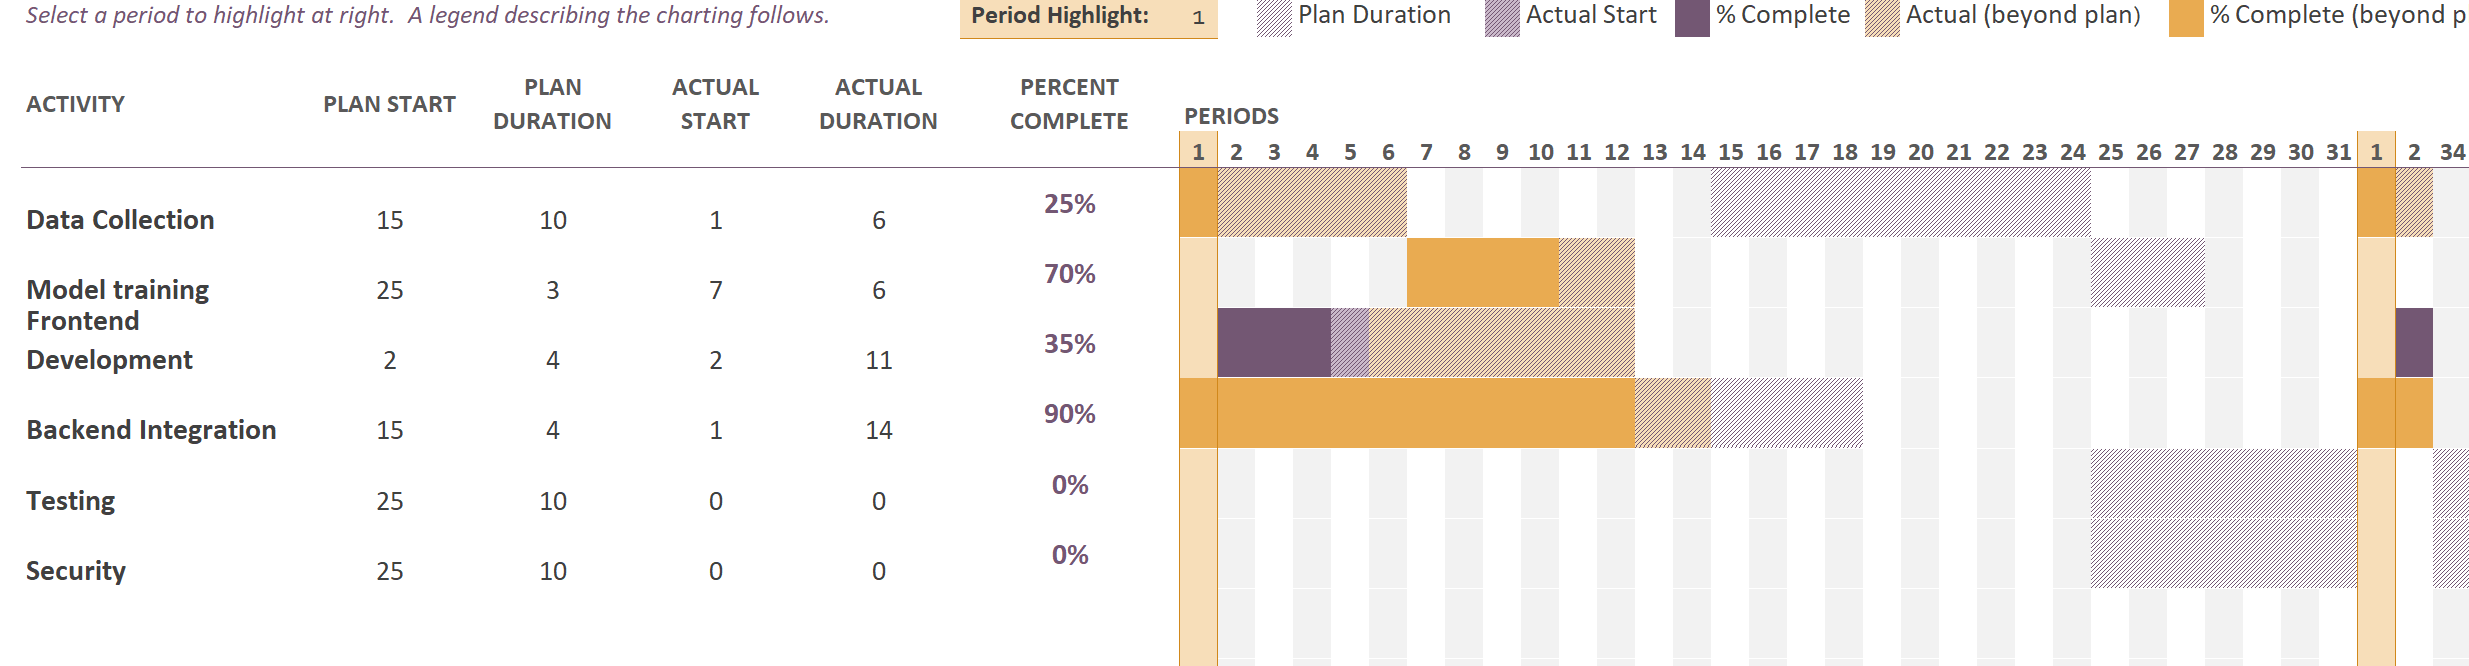 Select a period to highlight at right.  A legend describing the charting follows.
Period Highlight: 1
Plan Duration
Actual Start
% Complete
Actual (beyond plan)
% Complete (beyond p
ACTIVITY
PLAN START
PLAN
DURATION
ACTUAL
START
ACTUAL
DURATION
PERCENT
COMPLETE
PERIODS
1 2 3 4 5 6 7 8 9 10 11 12 13 14 15 16 17 18 19 20 21 22 23 24 25 26 27 28 29 30 31 1 2 34
Data Collection 15 10 1 6 25%
Model training 25 3 7 6 70%
Frontend
Development 2 4 2 11 35%
Backend Integration 15 4 1 14 90%
Testing 25 10 0 0 0%
Security 25 10 0 0 0%